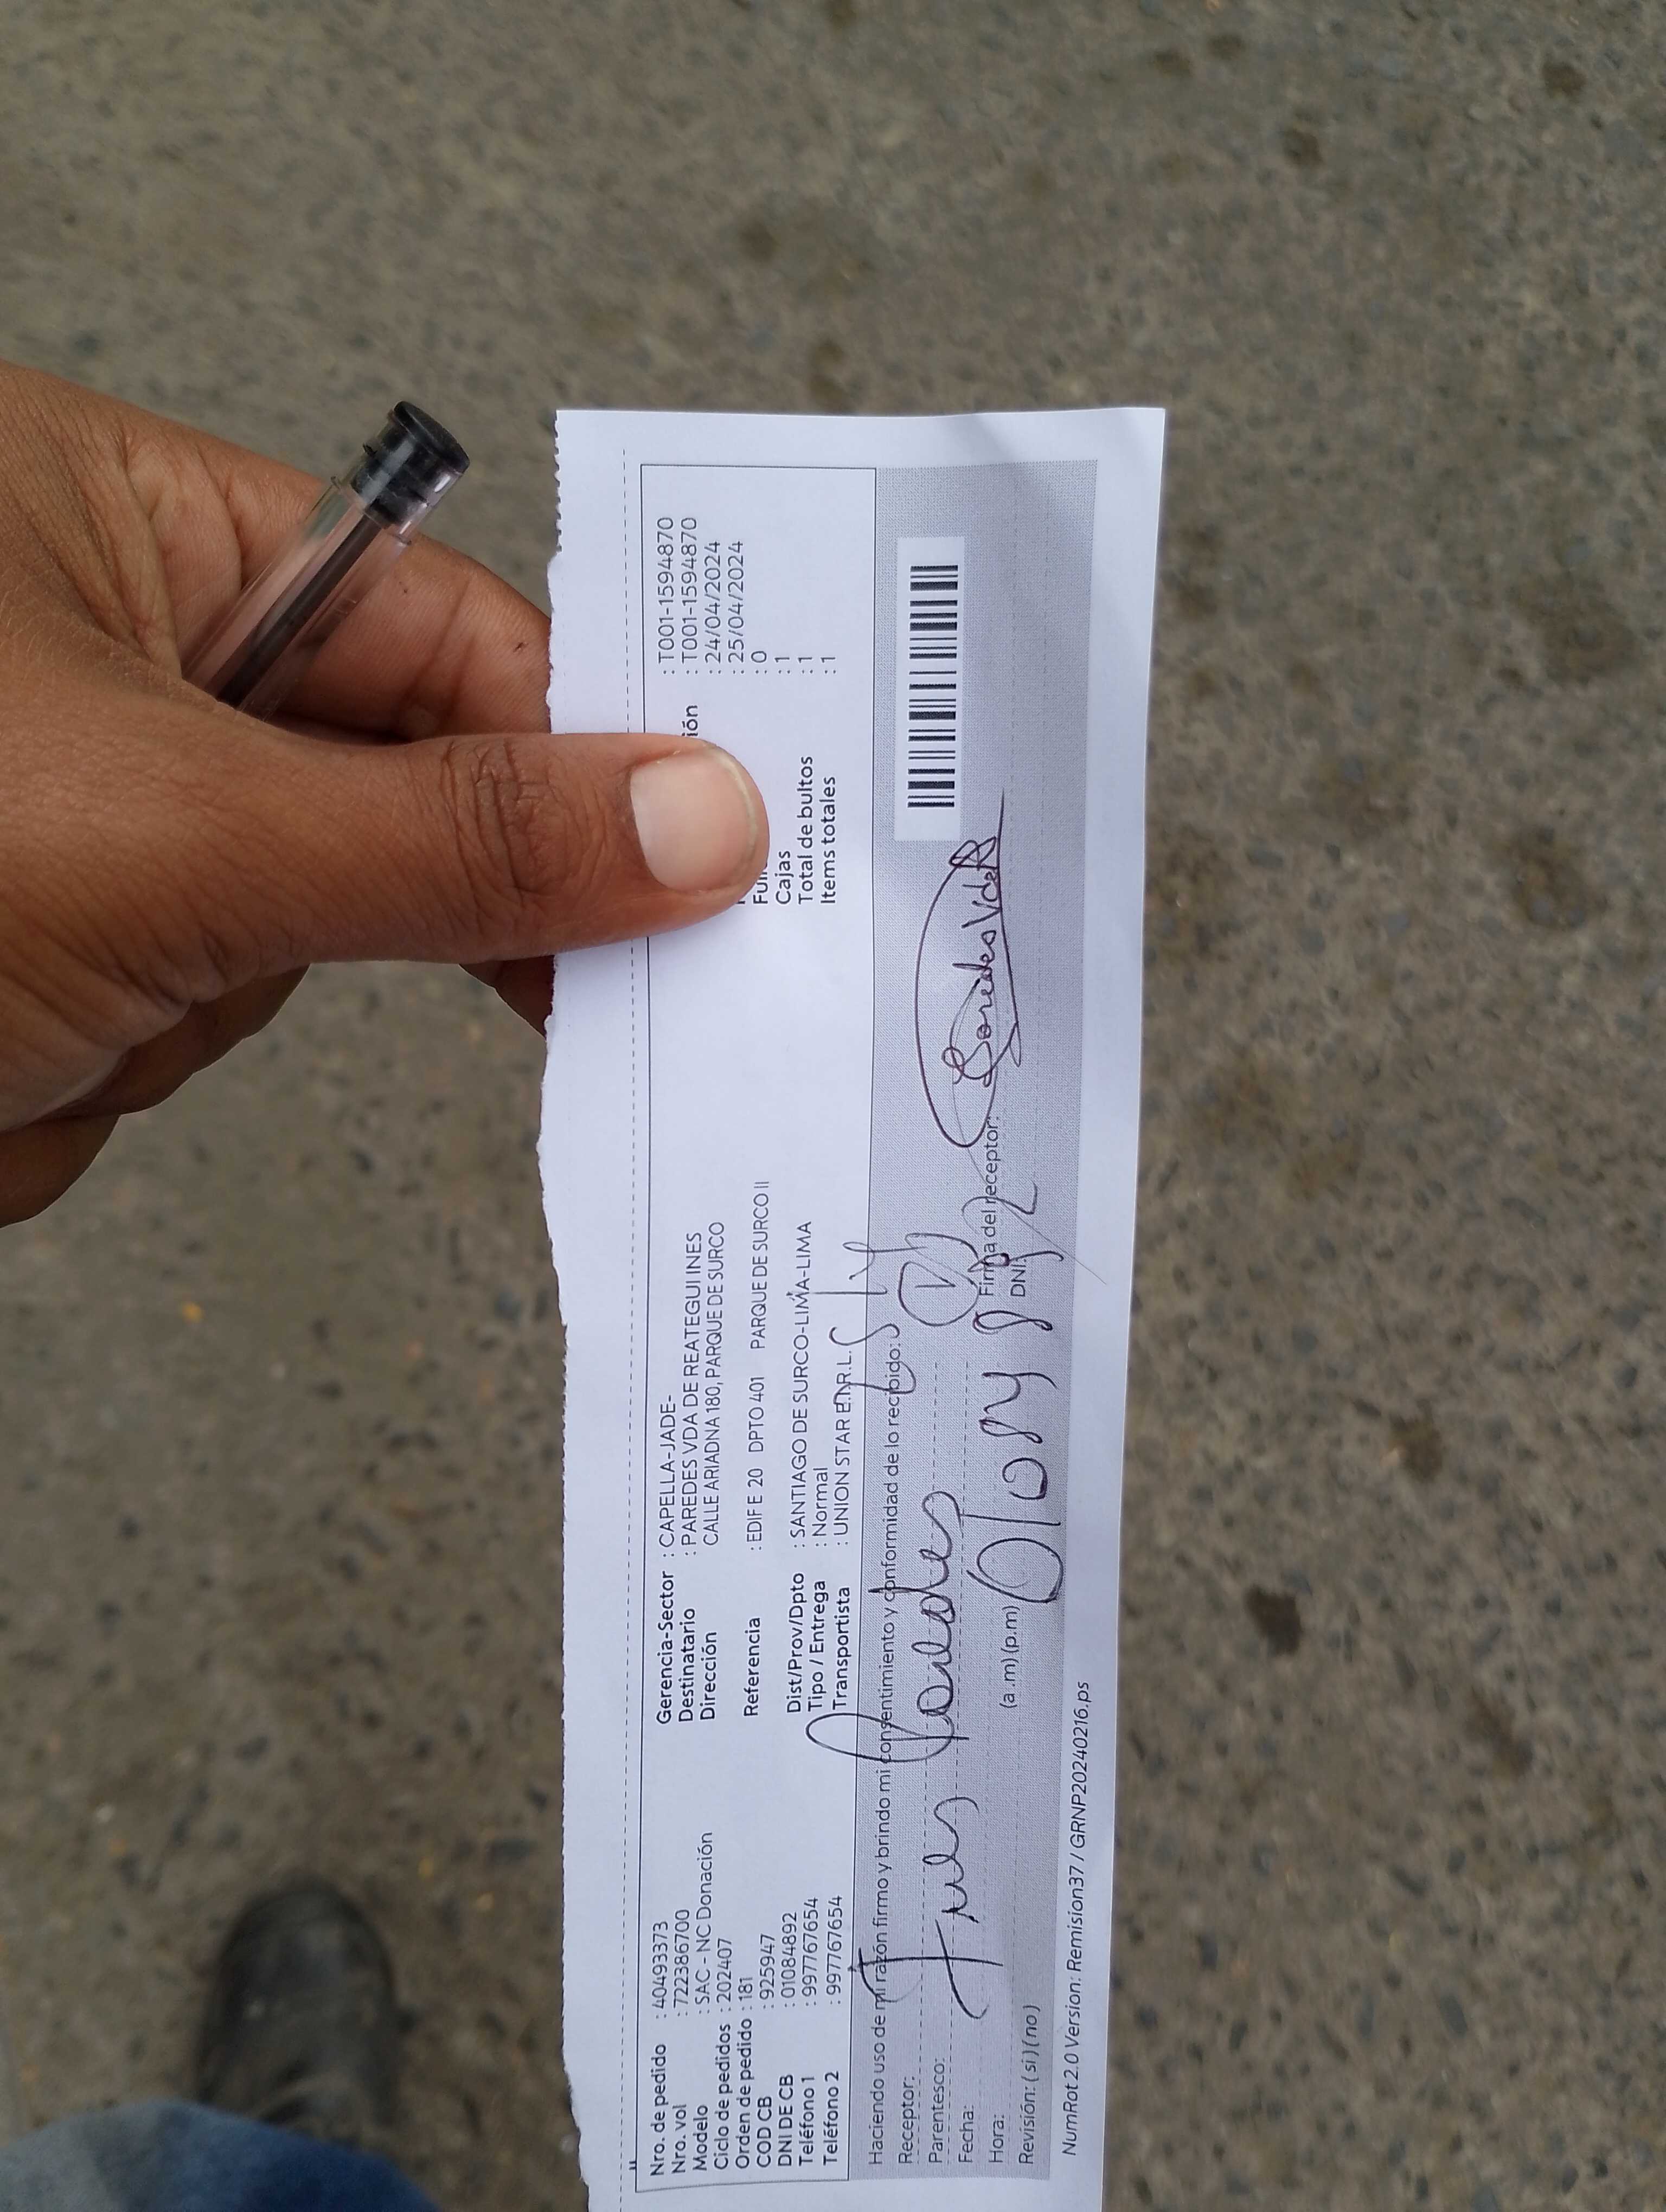 Nro. de pedido : 40493373
Nro. vol : 722386700
Modelo : SAC - NC Donación
Ciclo de pedidos : 202407
Orden de pedido : 181
COD CB : 925947
DNI DE CB : 01084892
Teléfono 1 : 997767654
Teléfono 2 : 997767654
Gerencia-Sector : CAPELLA-JADE-
Destinatario : PAREDES VDA DE REATEGUI INES
Dirección CALLE ARIADNA 180, PARQUE DE SURCO
Referencia : EDIF E 20 DPTO 401 PARQUE DE SURCO II
Dist/Prov/Dpto : SANTIAGO DE SURCO-LIMA-LIMA
Tipo / Entrega : Normal
Transportista : UNION STAR E.I.R.L.
: T001-1594870
ión : T001-1594870
: 24/04/2024
: 25/04/2024
: 0
Cajas : 1
Total de bultos : 1
Items totales : 1
Haciendo uso de mi razón firmo y brindo mi consentimiento y conformidad de lo recibido:
Receptor:
Parentesco:
Ines Paredes
Fecha:
Hora: (a .m) (p.m)
Revisión: ( si ) ( no )
Firma del receptor:
DNI:
NumRot 2.0 Version: Remision37 / GRNP20240216.ps